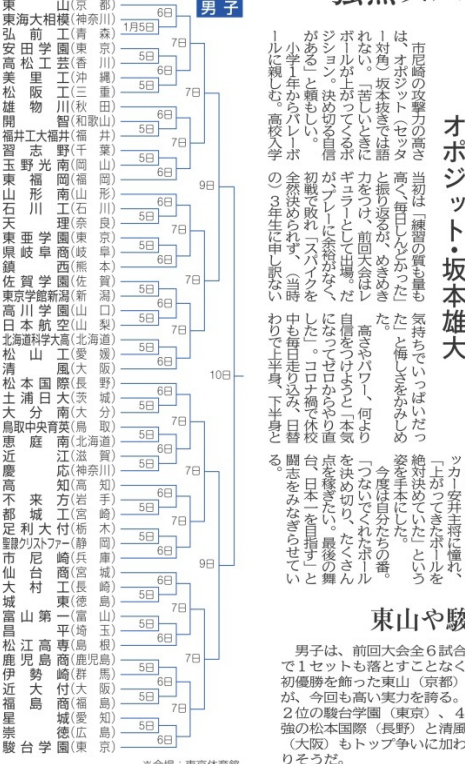 男子
東山(京都)
東海大相模(神奈川)
弘前工(青森)
安田学園(東京)
高松工芸(香川)
美里工(沖縄)
松阪工(三重)
雄物川(秋田)
開智(和歌山)
福井工大福井(福井)
習志野(千葉)
玉野光南(岡山)
東福岡(福岡)
山形南(山形)
石川工(石川)
天理(奈良)
東亜学園(東京)
県岐阜商(岐阜)
鎮西(熊本)
佐賀学園(佐賀)
東京学館新潟(新潟)
高川学園(山口)
日本航空(山梨)
北海道科学大高(北海道)
松山工(愛媛)
清風(大阪)
松本国際(長野)
土浦日大(茨城)
大分南(大分)
鳥取中央育英(鳥取)
恵庭南(北海道)
近江(滋賀)
慶応(神奈川)
高知(高知)
不来方(岩手)
都城工(宮崎)
足利大付(栃木)
聖隷クリストファー(静岡)
市尼崎(兵庫)
仙台商(宮城)
大村工(長崎)
城東(徳島)
富山第一(富山)
昌平(埼玉)
松江高専(島根)
鹿児島商(鹿児島)
伊勢崎(群馬)
近大付(大阪)
福島商(福島)
星城(愛知)
崇徳(広島)
駿台学園(東京)
1月5日
5日
6日
7日
9日
10日
※会場：東京体育館
オポジット・坂本雄大
市尼崎の攻撃力の高さ
は、オポジット（セッタ
ー対角）坂本抜きでは語
れない。「苦しいときに
ボールが上がってくるポ
ジション。決め切る自信
がある」と頼もしい。
小学1年からバレーボ
ールに親しむ。高校入学
当初は「練習の質も量も
高く、毎日しんどかった」
と振り返るが、めきめき
力をつけ、前回大会はレ
ギュラーとして出場。だ
が、プレーに余裕がなく、
初戦で敗れ「スパイクを
全然決められず、（当時
の）3年生に申し訳ない
気持ちでいっぱいだっ
た」と悔しさをかみしめ
た。
高さやパワー、何より
自信をつけようと「本気
になってゼロからやり直
した」。コロナ禍で休校
中も毎日走り込み、日替
わりで上半身、下半身と
ッカー安井主将に憧れ、
「上がってきたボールを
絶対決めていた」という
姿を手本にした。
今度は自分たちの番。
「つないでくれたボール
を決め切り、たくさん
点を稼ぎたい。最後の舞
台、日本一を目指す」と
闘志をみなぎらせてい
る。
東山や駿
男子は、前回大会全6試合
で1セットも落とすことなく
初優勝を飾った東山（京都）
が、今回も高い実力を誇る。
2位の駿台学園（東京）、4
強の松本国際（長野）と清風
（大阪）もトップ争いに加わ
りそうだ。